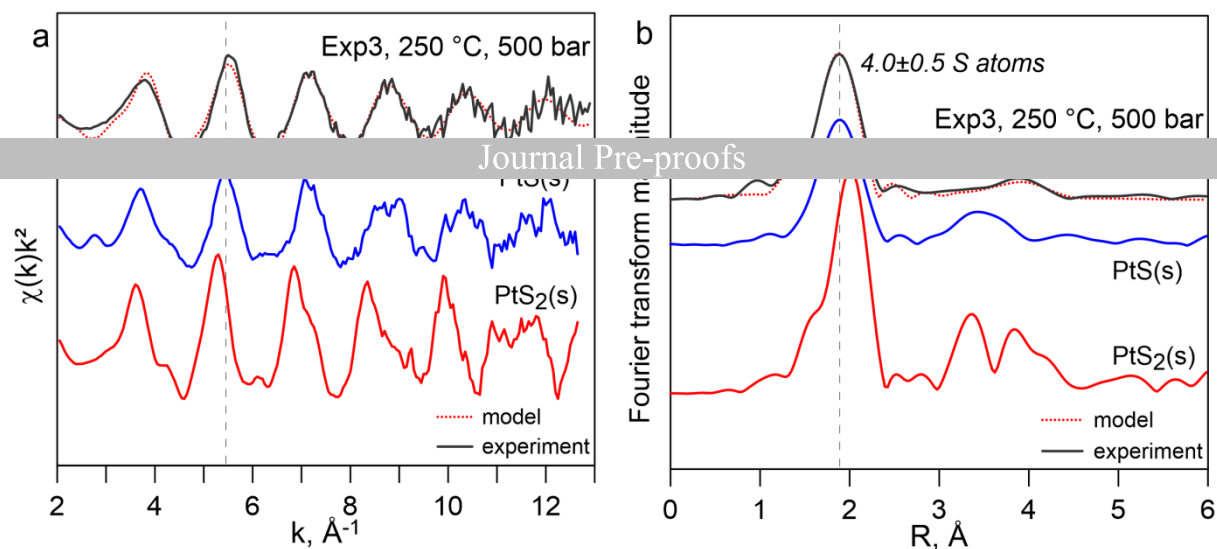 a
Exp3, 250 °C, 500 bar
Journal Pre-proofs
PtS(s)
PtS₂(s)
χ(k)k²
model
experiment
2 4 6 8 10 12
k, Å⁻¹
b
4.0±0.5 S atoms
Exp3, 250 °C, 500 bar
PtS(s)
PtS₂(s)
Fourier transform
model
experiment
0 1 2 3 4 5 6
R, Å